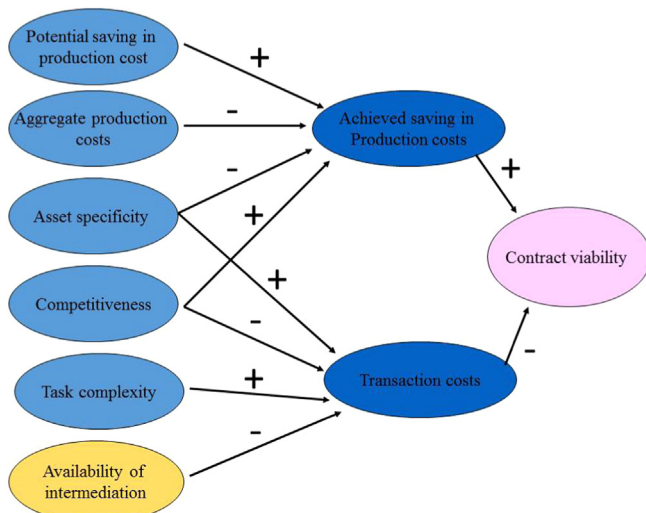 Potential saving in
production cost
+
Aggregate production
costs
-
Achieved saving in
Production costs
-
+
Asset specificity
+
+
Contract viability
Competitiveness
-
-
Task complexity
+
Transaction costs
-
Availability of
intermediation